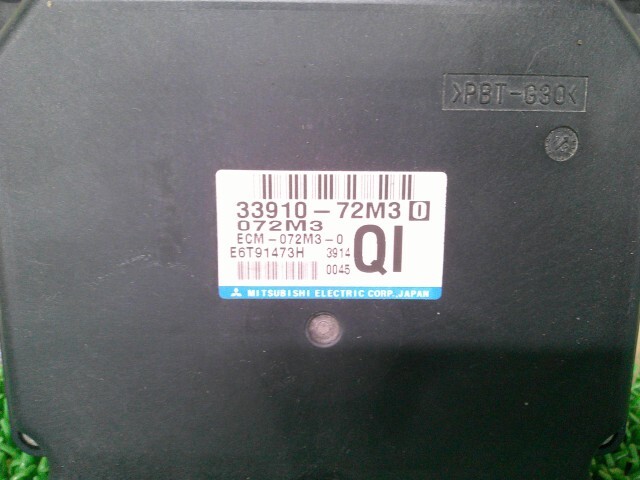 >PBT-G30<
33910-72M3 0
072M3
ECM-072M3-0
E6T91473H 3914
0045
QI
MITSUBISHI ELECTRIC CORP., JAPAN